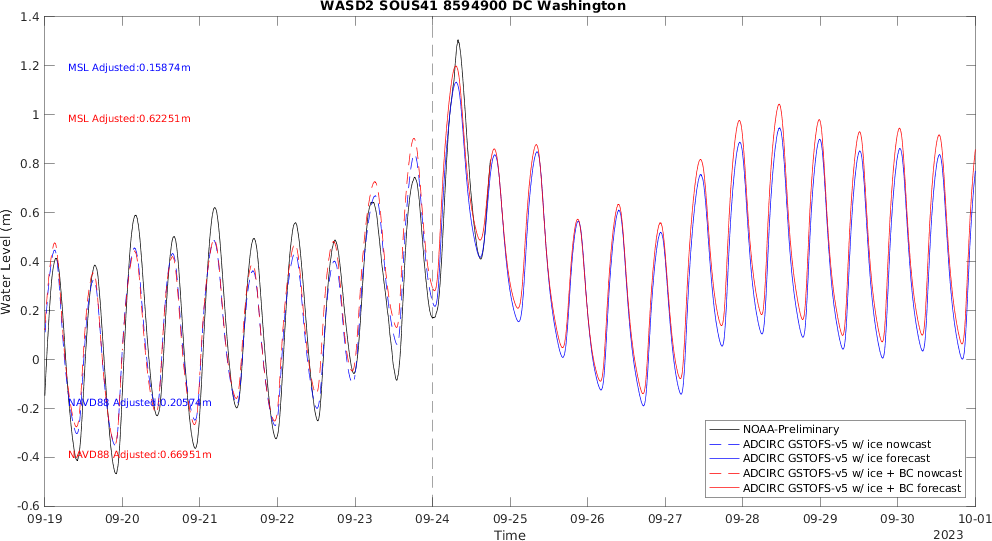 WASD2 SOUS41 8594900 DC Washington
1.4
1.2
1
0.8
0.6
0.4
0.2
0
-0.2
-0.4
-0.6
Water Level (m)
MSL Adjusted:0.15874m
MSL Adjusted:0.62251m
NAVD88 Adjusted:0.20574m
NAVD88 Adjusted:0.66951m
NOAA-Preliminary
ADCIRC GSTOFS-v5 w/ ice nowcast
ADCIRC GSTOFS-v5 w/ ice forecast
ADCIRC GSTOFS-v5 w/ ice + BC nowcast
ADCIRC GSTOFS-v5 w/ ice + BC forecast
09-19 09-20 09-21 09-22 09-23 09-24 09-25 09-26 09-27 09-28 09-29 09-30 10-01
Time
2023